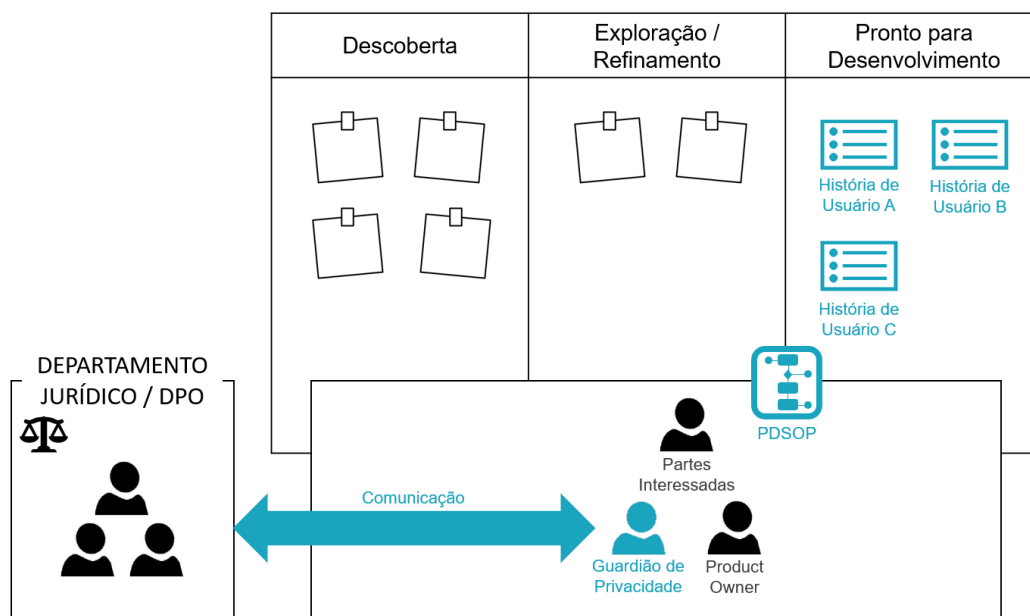 Descoberta
Exploração /
Refinamento
Pronto para
Desenvolvimento
História de
Usuário A
História de
Usuário B
História de
Usuário C
DEPARTAMENTO
JURÍDICO / DPO
PDSOP
Partes
Interessadas
Comunicação
Guardião de
Privacidade
Product
Owner